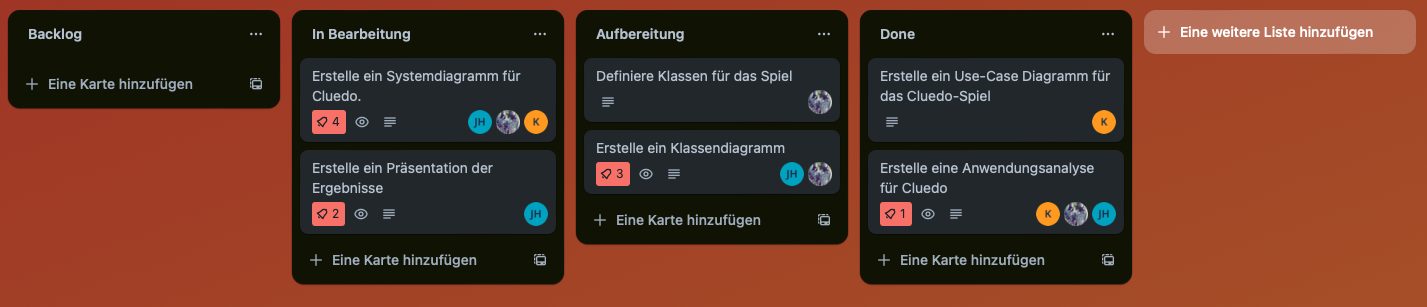 Backlog
Eine Karte hinzufügen
In Bearbeitung
Erstelle ein Systemdiagramm für
Cluedo.
4
JH
K
Erstelle ein Präsentation der
Ergebnisse
2
JH
Eine Karte hinzufügen
Aufbereitung
Definiere Klassen für das Spiel
Erstelle ein Klassendiagramm
3
JH
Eine Karte hinzufügen
Done
Erstelle ein Use-Case Diagramm für
das Cluedo-Spiel
K
Erstelle eine Anwendungsanalyse
für Cluedo
1
K
JH
Eine Karte hinzufügen
Eine weitere Liste hinzufügen